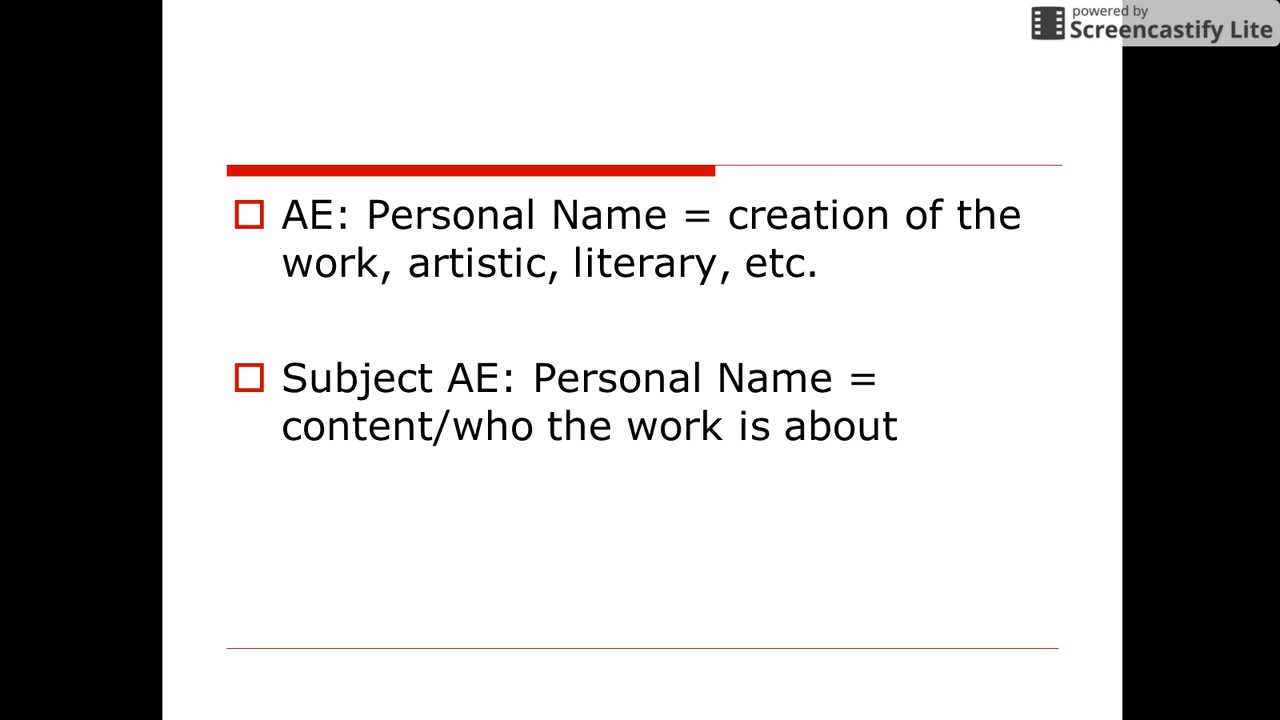 powered by
Screencastify Lite
AE: Personal Name = creation of the
work, artistic, literary, etc.
Subject AE: Personal Name =
content/who the work is about